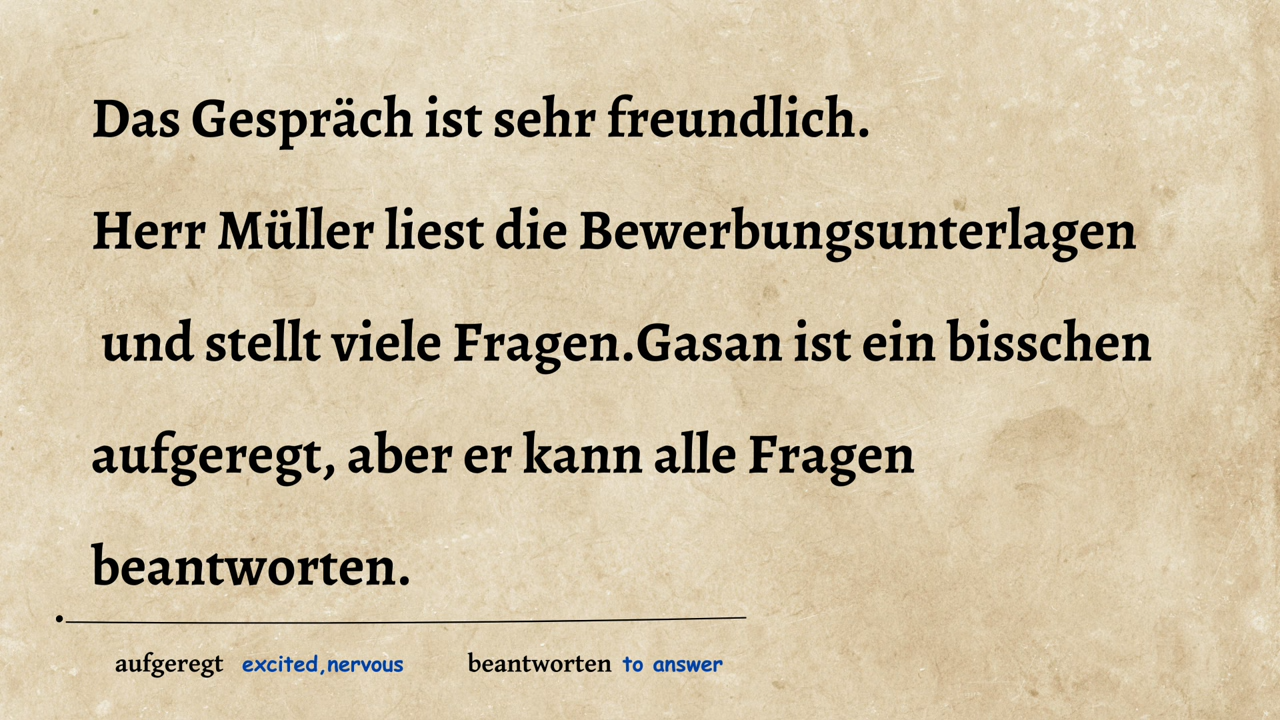 Das Gespräch ist sehr freundlich.
Herr Müller liest die Bewerbungsunterlagen
und stellt viele Fragen.Gasan ist ein bisschen
aufgeregt, aber er kann alle Fragen
beantworten.
aufgeregt excited,nervous beantworten to answer